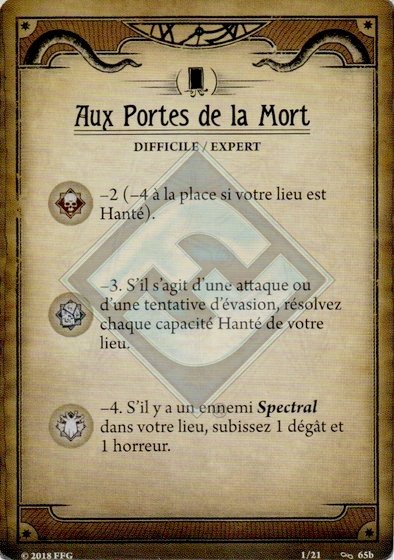 Aux Portes de la Mort
DIFFICILE / EXPERT
–2 (–4 à la place si votre lieu est
Hanté).
–3. S'il s'agit d'une attaque ou
d'une tentative d'évasion, résolvez
chaque capacité Hanté de votre
lieu.
–4. S'il y a un ennemi Spectral
dans votre lieu, subissez 1 dégât et
1 horreur.
© 2018 FFG
1/21
65b